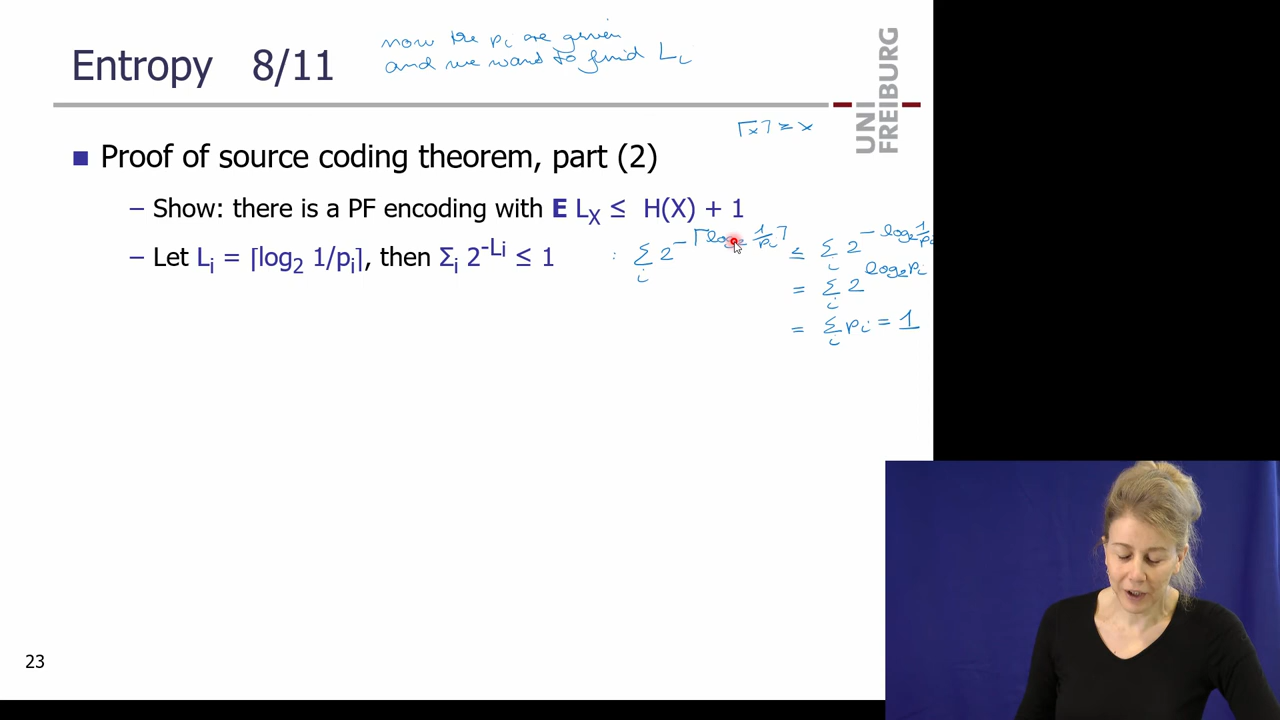 now the pi are given
and we want to find Li
Entropy 8/11
UNI
FREIBURG
⌈x⌉ ≥ x
■ Proof of source coding theorem, part (2)
– Show: there is a PF encoding with E LX ≤ H(X) + 1
– Let Li = ⌈log2 1/pi⌉, then Σi 2^-Li ≤ 1 : Σi 2^-⌈log2 1/pi⌉ ≤ Σi 2^-log2 1/pi
= Σi 2^log2 pi
= Σi pi = 1
23